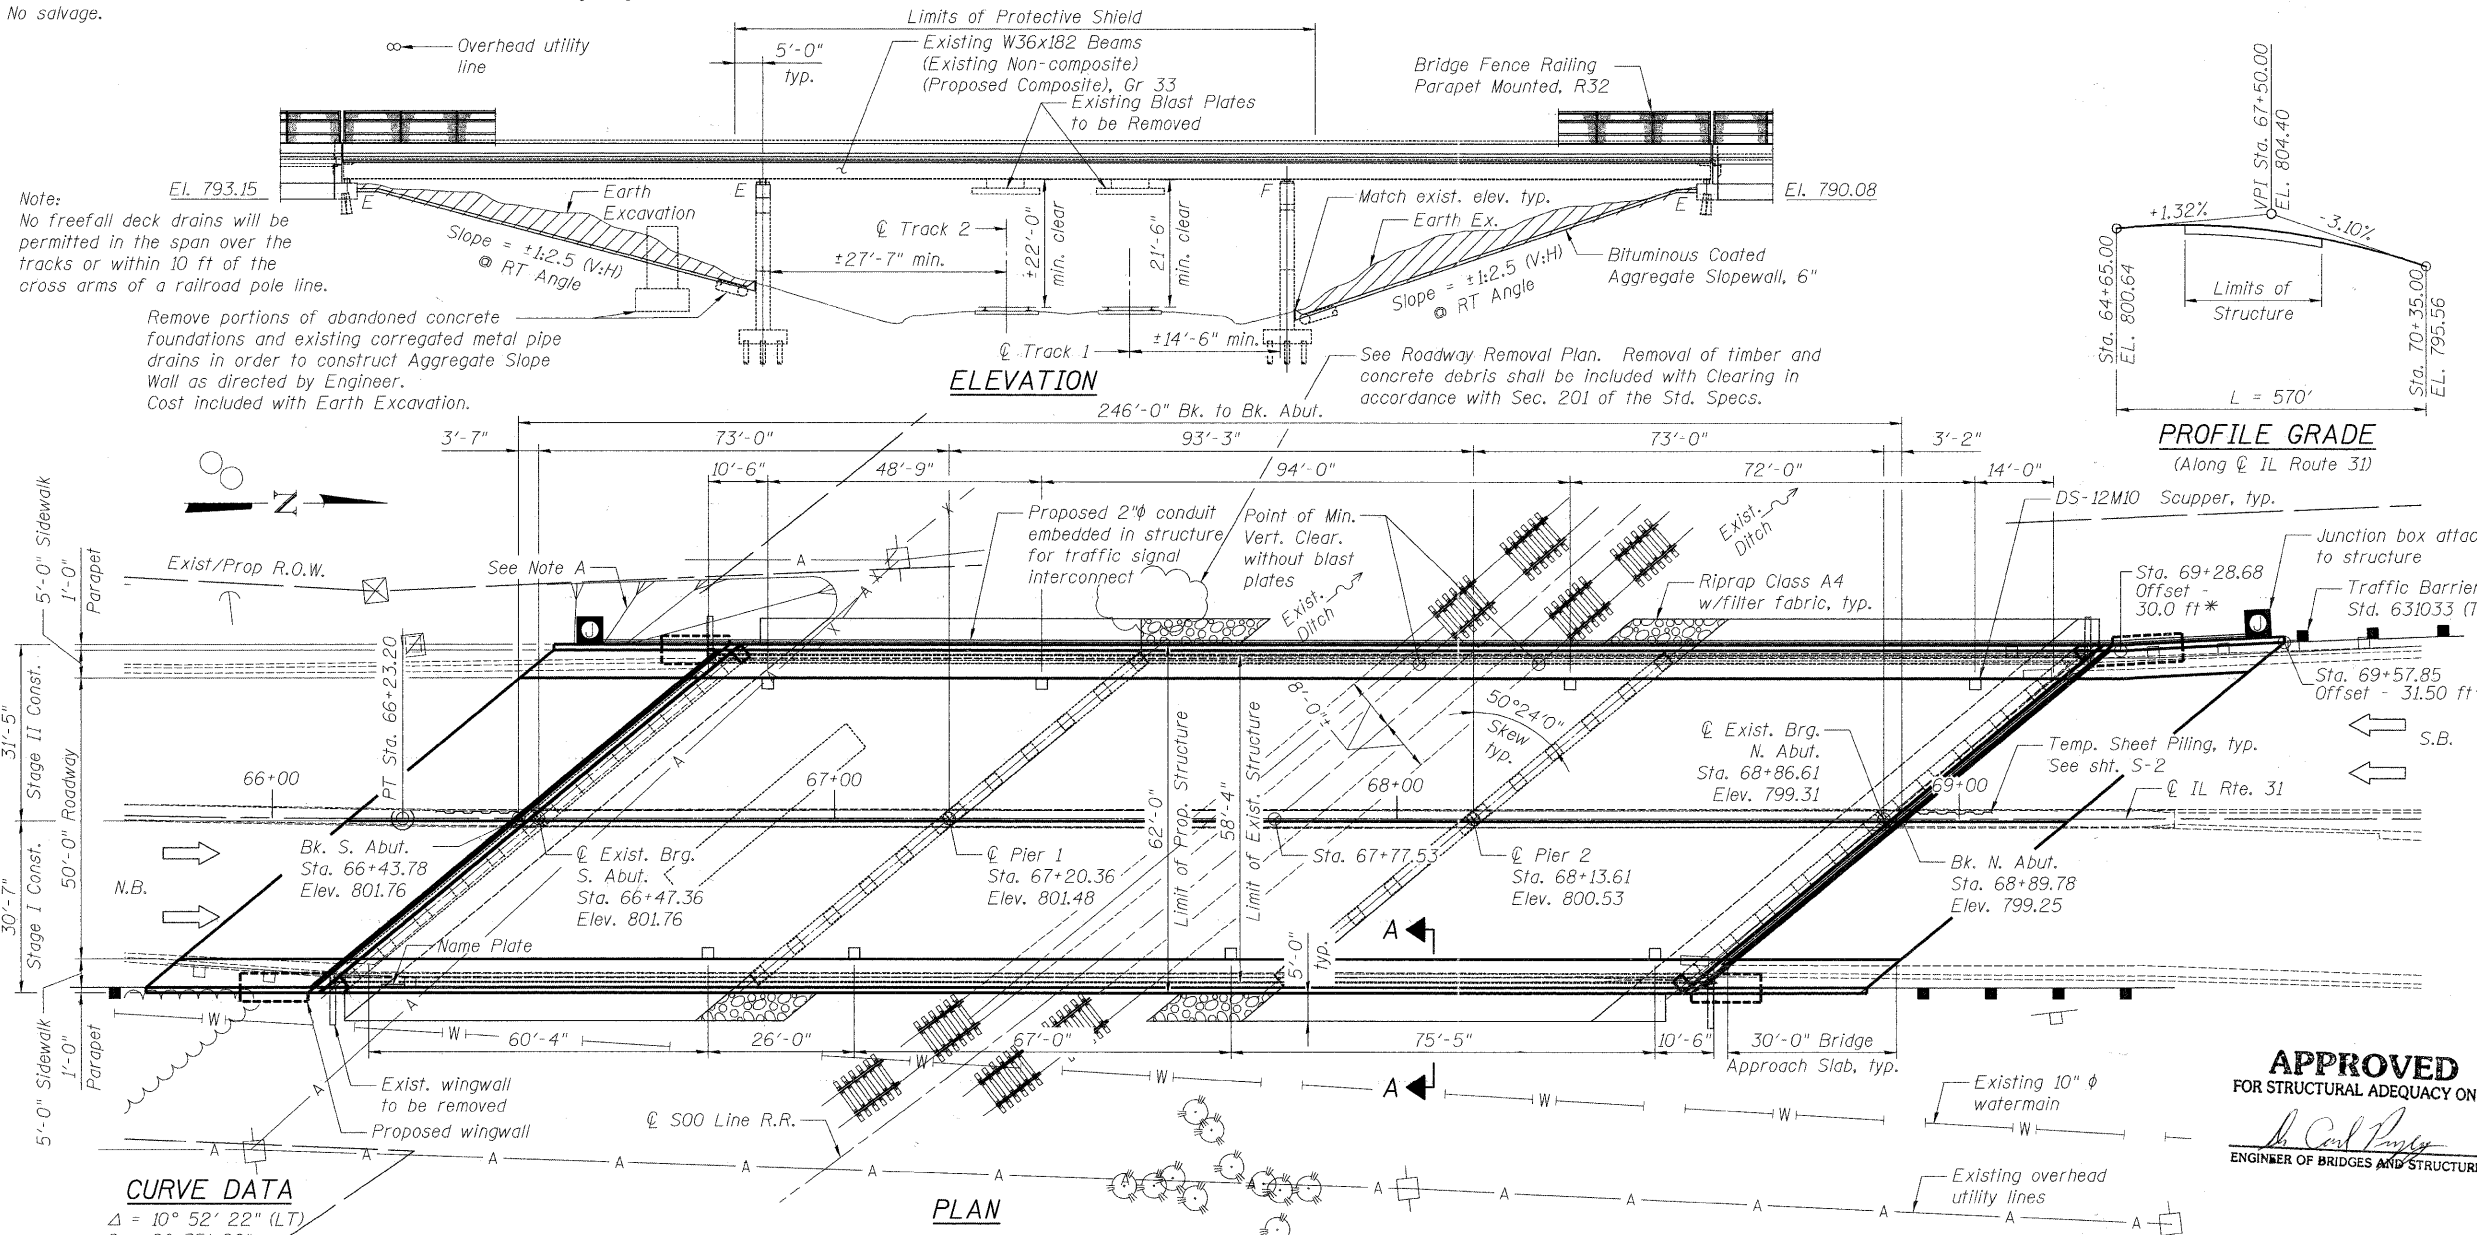 No salvage.
Overhead utility
line
Limits of Protective Shield
5'-0"
typ.
Existing W36x182 Beams
(Existing Non-composite)
(Proposed Composite), Gr 33
Existing Blast Plates
to be Removed
Bridge Fence Railing
Parapet Mounted, R32
El. 793.15
E
E
F
E
El. 790.08
Note:
No freefall deck drains will be
permitted in the span over the
tracks or within 10 ft of the
cross arms of a railroad pole line.
Earth
Excavation
Slope = ±1:2.5 (V:H)
@ RT Angle
℄ Track 2
±27'-7" min.
±22'-0"
min. clear
21'-6"
min. clear
Match exist. elev. typ.
Earth Ex.
Slope = ±1:2.5 (V:H)
@ RT Angle
Bituminous Coated
Aggregate Slopewall, 6"
Remove portions of abandoned concrete
foundations and existing corregated metal pipe
drains in order to construct Aggregate Slope
Wall as directed by Engineer.
Cost included with Earth Excavation.
℄ Track 1
±14'-6" min.
ELEVATION
See Roadway Removal Plan. Removal of timber and
concrete debris shall be included with Clearing in
accordance with Sec. 201 of the Std. Specs.
VPI Sta. 67+50.00
EL. 804.40
+1.32%
-3.10%
Sta. 64+65.00
EL. 800.64
Limits of
Structure
Sta. 70+35.00
EL. 795.56
L = 570'
PROFILE GRADE
(Along ℄ IL Route 31)
246'-0" Bk. to Bk. Abut.
3'-7"
73'-0"
93'-3"
73'-0"
3'-2"
10'-6"
48'-9"
94'-0"
72'-0"
14'-0"
DS-12M10 Scupper, typ.
N
5'-0" Sidewalk
1'-0"
Parapet
Exist/Prop R.O.W.
See Note A
Proposed 2"ϕ conduit
embedded in structure
for traffic signal
interconnect
Point of Min.
Vert. Clear.
without blast
plates
Exist.
Ditch
Exist.
Ditch
Riprap Class A4
w/filter fabric, typ.
Sta. 69+28.68
Offset -
30.0 ft*
Junction box attac
to structure
Traffic Barrier
Std. 631033 (T
J
J
Sta. 69+57.85
Offset - 31.50 ft
31'-5"
Stage II Const.
50'-0" Roadway
PT Sta. 66+23.20
66+00
67+00
68+00
69+00
8'-0"±
50°24'0"
Skew
typ.
Limit of Prop. Structure
62'-0"
Limit of Exist. Structure
58'-4"
℄ Exist. Brg.
N. Abut.
Sta. 68+86.61
Elev. 799.31
Temp. Sheet Piling, typ.
See sht. S-2
℄ IL Rte. 31
S.B.
N.B.
30'-7"
Stage I Const.
Bk. S. Abut.
Sta. 66+43.78
Elev. 801.76
℄ Exist. Brg.
S. Abut.
Sta. 66+47.36
Elev. 801.76
℄ Pier 1
Sta. 67+20.36
Elev. 801.48
Sta. 67+77.53
℄ Pier 2
Sta. 68+13.61
Elev. 800.53
Bk. N. Abut.
Sta. 68+89.78
Elev. 799.25
Name Plate
A
A
5'-0"
typ.
5'-0" Sidewalk
1'-0"
Parapet
60'-4"
26'-0"
67'-0"
75'-5"
10'-6"
30'-0" Bridge
Approach Slab, typ.
Exist. wingwall
to be removed
Proposed wingwall
℄ SOO Line R.R.
Existing 10" ϕ
watermain
Existing overhead
utility lines
APPROVED
FOR STRUCTURAL ADEQUACY ON
ENGINEER OF BRIDGES AND STRUCTURE
CURVE DATA
Δ = 10° 52' 22" (LT)
PLAN